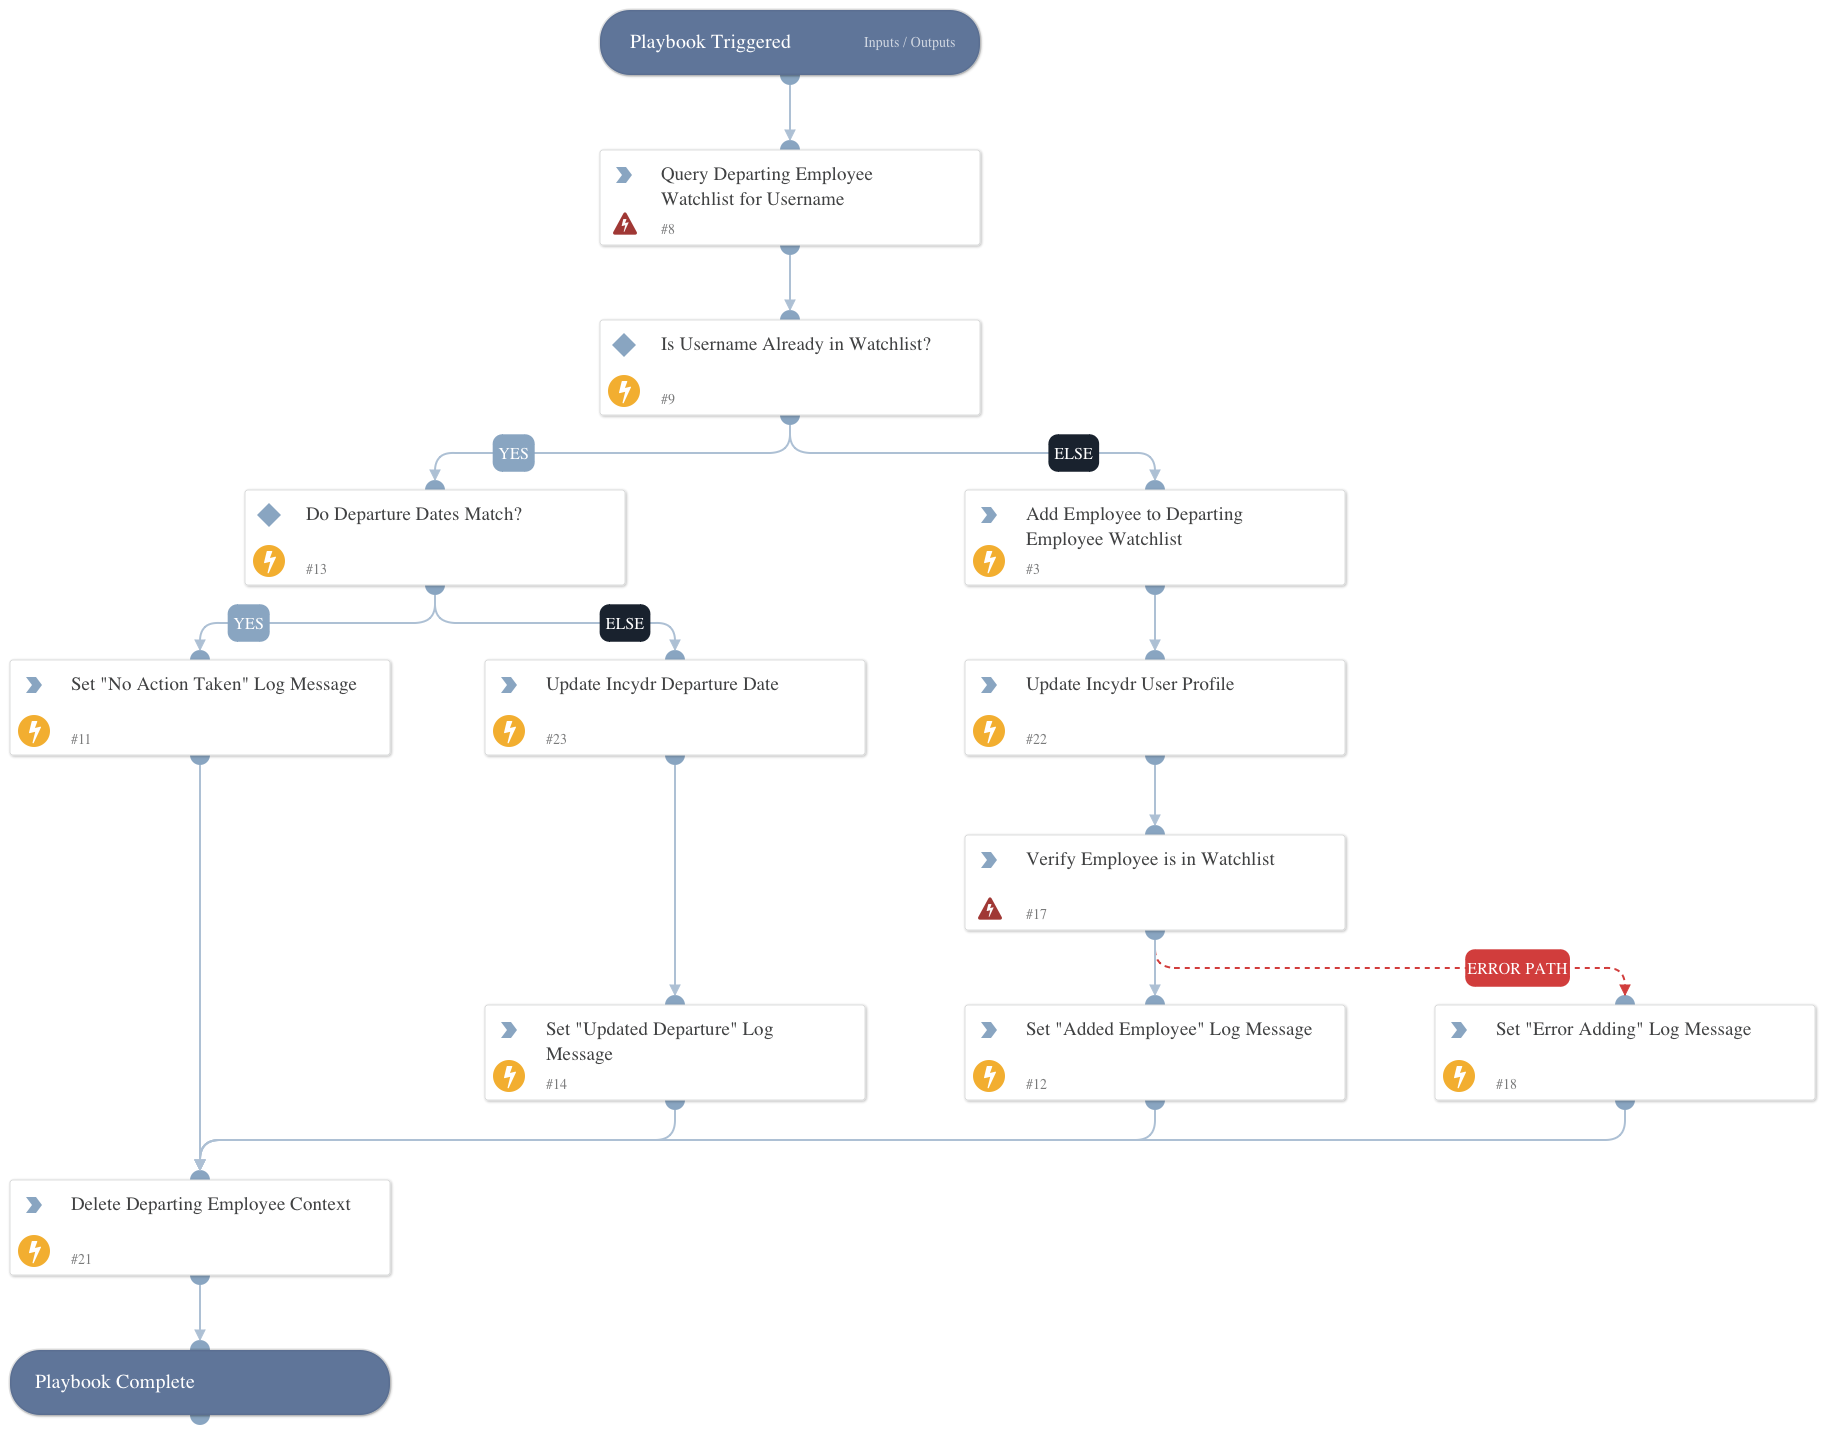 Playbook Triggered
Inputs / Outputs
Query Departing Employee
Watchlist for Username
#8
Is Username Already in Watchlist?
#9
YES
ELSE
Do Departure Dates Match?
#13
Add Employee to Departing
Employee Watchlist
#3
YES
ELSE
Set "No Action Taken" Log Message
#11
Update Incydr Departure Date
#23
Update Incydr User Profile
#22
Verify Employee is in Watchlist
#17
ERROR PATH
Set "Updated Departure" Log
Message
#14
Set "Added Employee" Log Message
#12
Set "Error Adding" Log Message
#18
Delete Departing Employee Context
#21
Playbook Complete